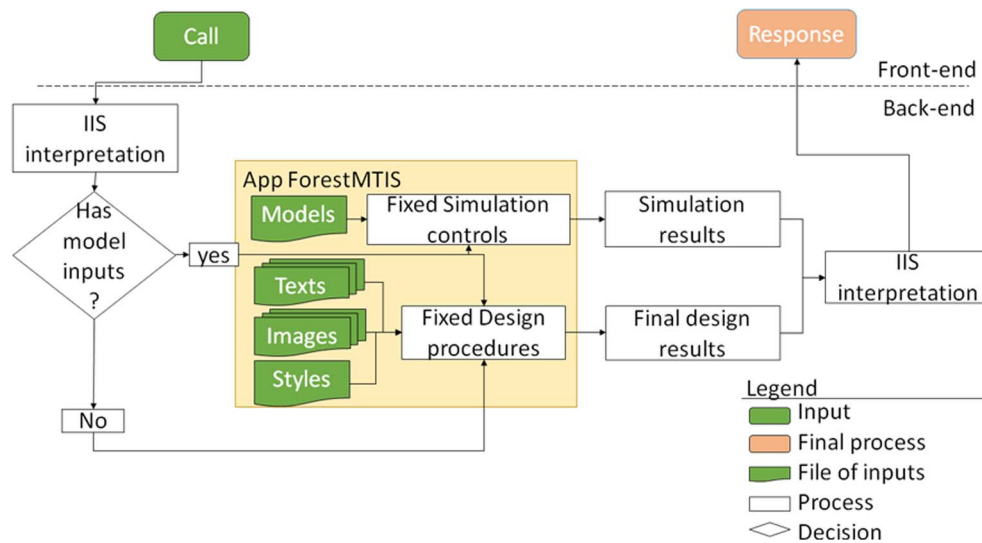 Call
Response
Front-end
Back-end
IIS
interpretation
Has
model
inputs
?
yes
No
App ForestMTIS
Models
Fixed Simulation
controls
Texts
Images
Styles
Fixed Design
procedures
Simulation
results
Final design
results
IIS
interpretation
Legend
Input
Final process
File of inputs
Process
Decision